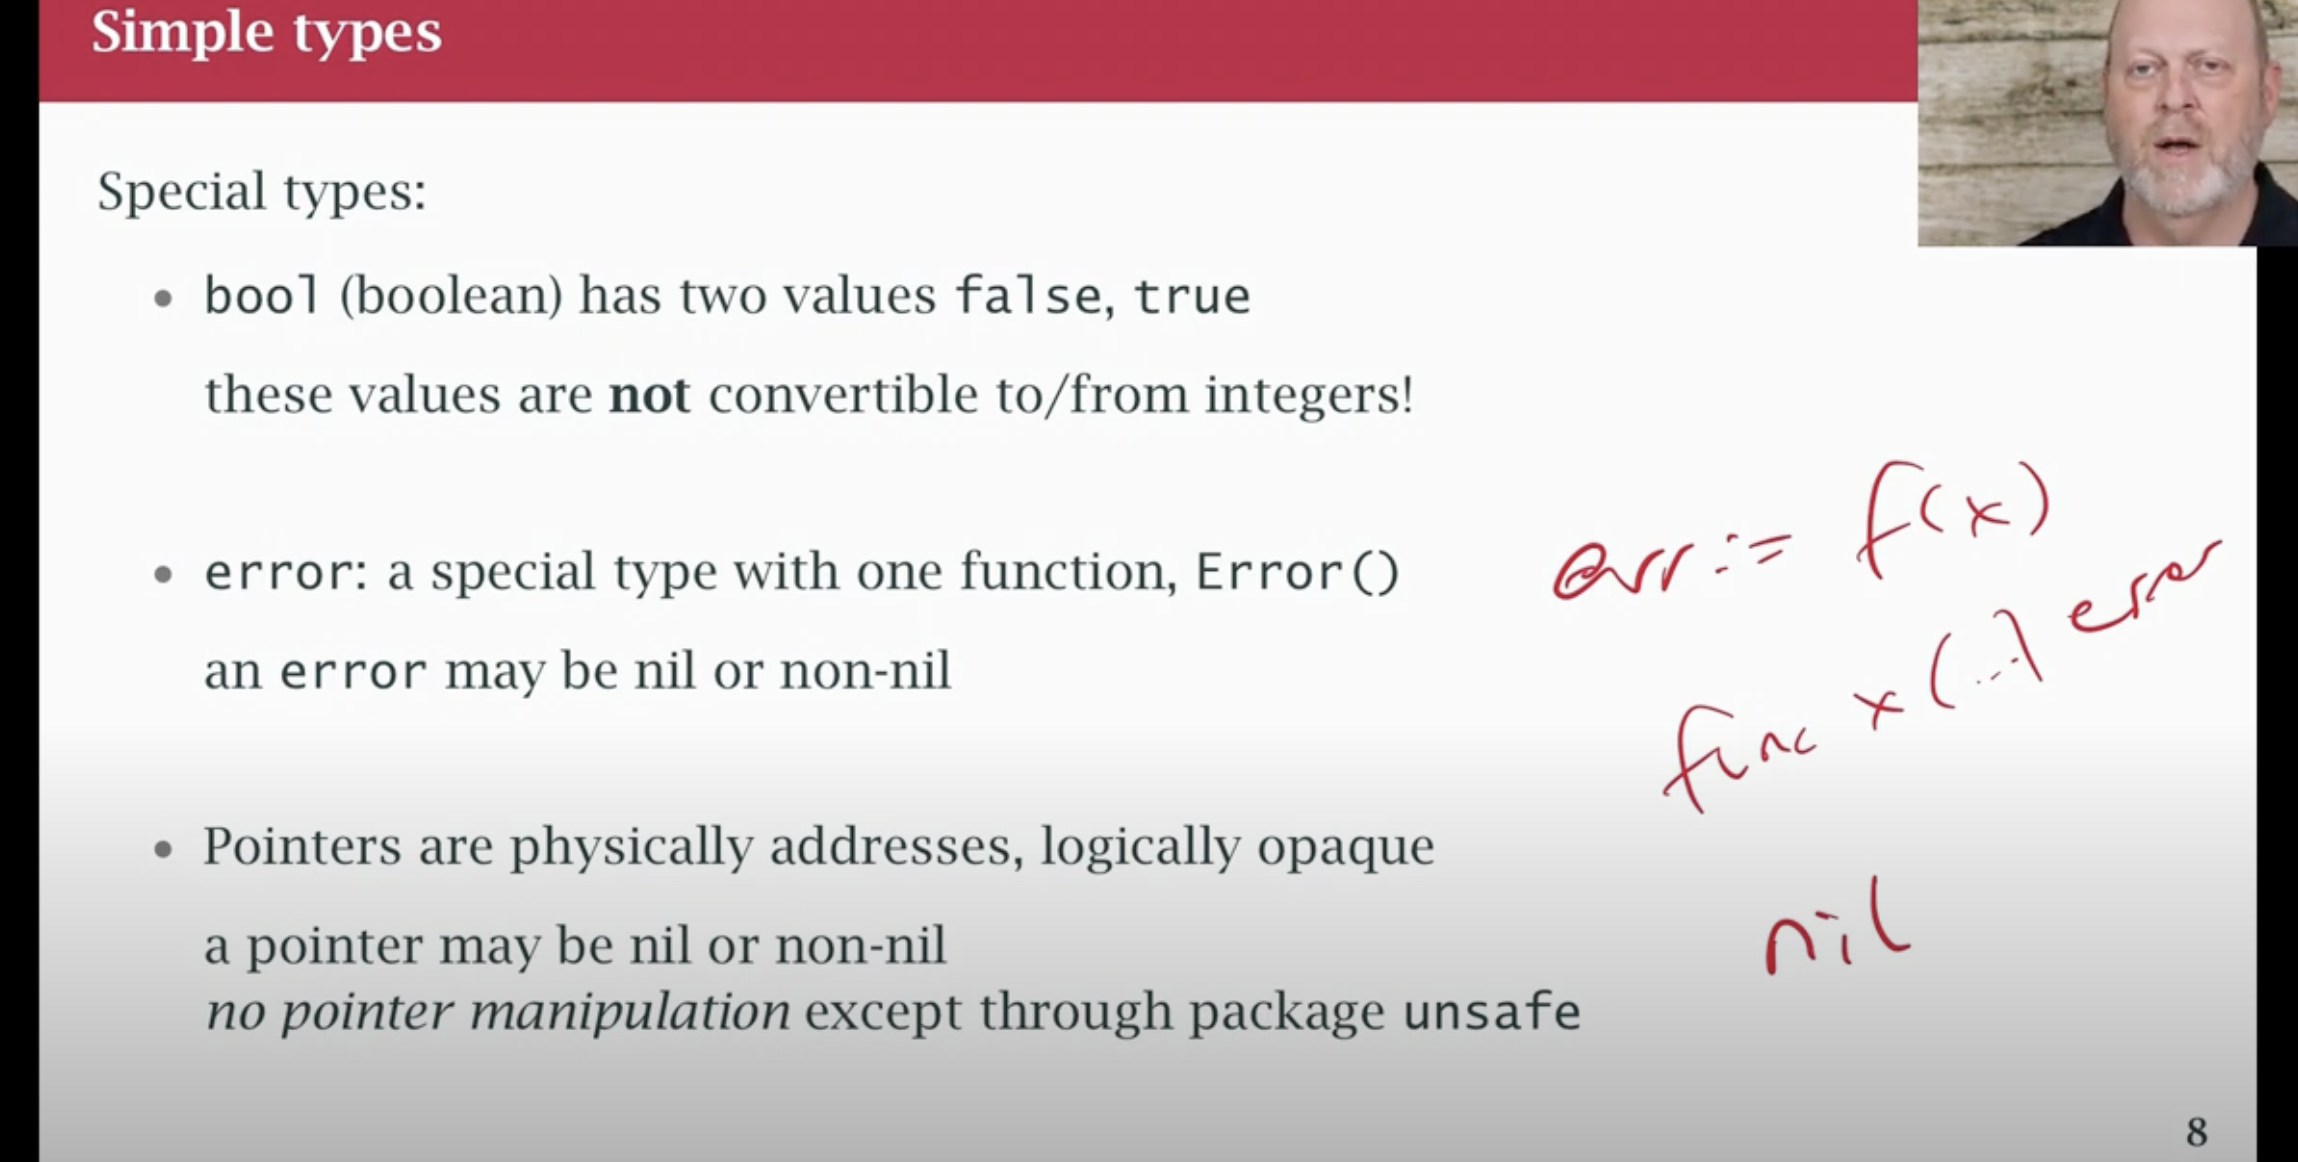 Simple types
Special types:
• bool (boolean) has two values false, true
these values are not convertible to/from integers!
• error: a special type with one function, Error()
an error may be nil or non-nil
err := f(x)
func x (...) error
• Pointers are physically addresses, logically opaque
a pointer may be nil or non-nil
nil
no pointer manipulation except through package unsafe
8